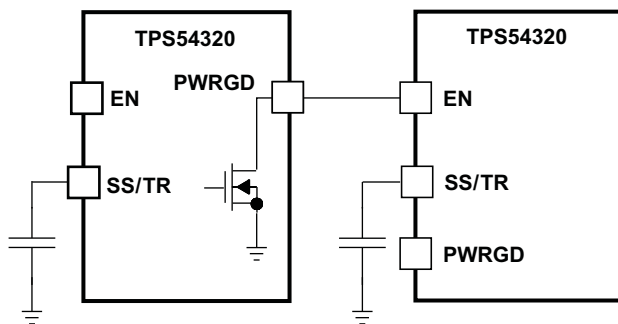 TPS54320
EN
PWRGD
SS/TR
TPS54320
EN
SS/TR
PWRGD